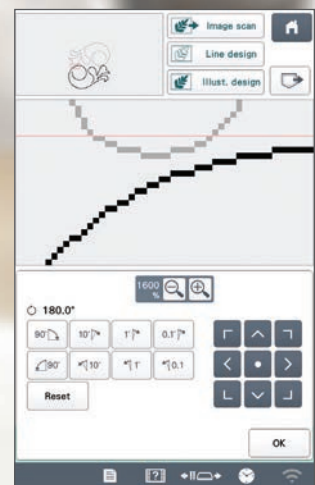 Image scan
Line design
Illust. design
1600 %
180.0°
90° 10° 1° 0.1°
90° 10° 1° 0.1
Reset
OK